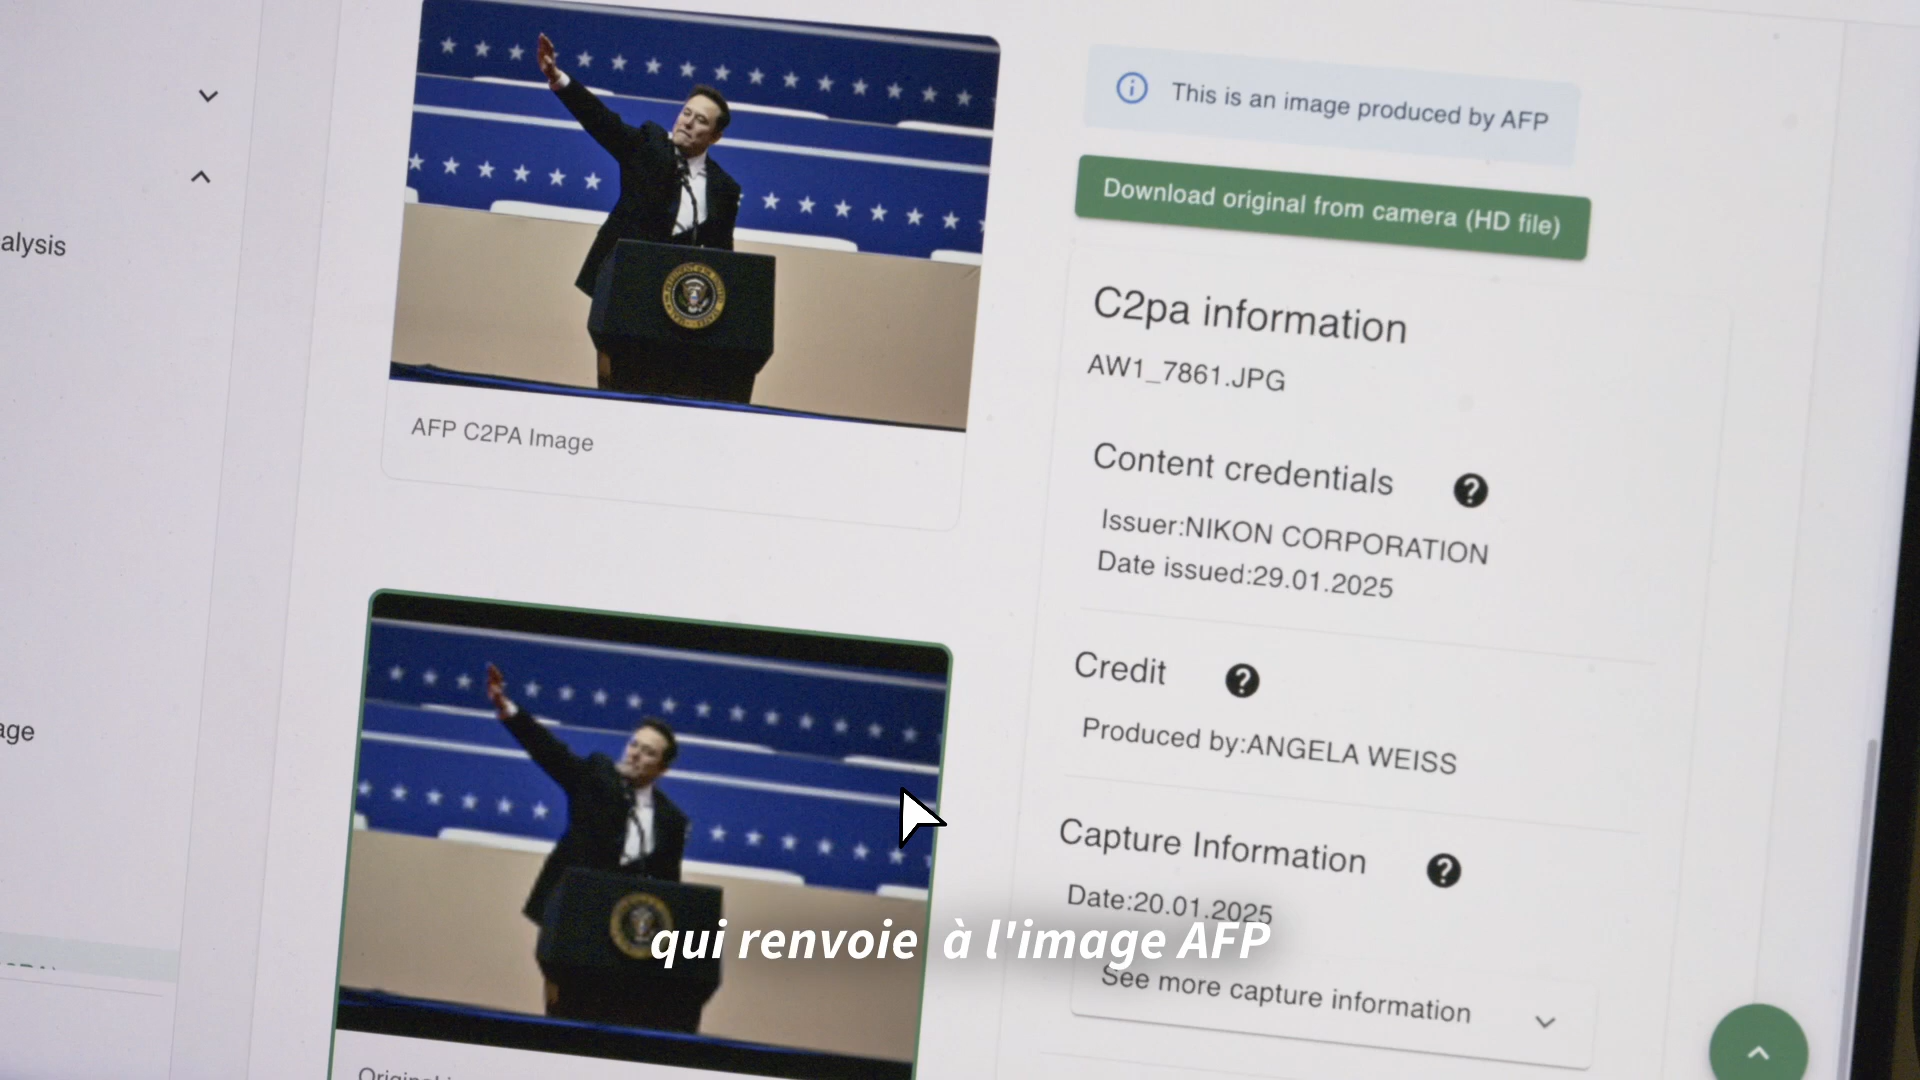 This is an image produced by AFP
Download original from camera (HD file)
alysis
C2pa information
AW1_7861.JPG
AFP C2PA Image
Content credentials
Issuer:NIKON CORPORATION
Date issued:29.01.2025
Credit
Produced by:ANGELA WEISS
age
Capture Information
Date:20.01.2025
qui renvoie à l'image AFP
See more capture information